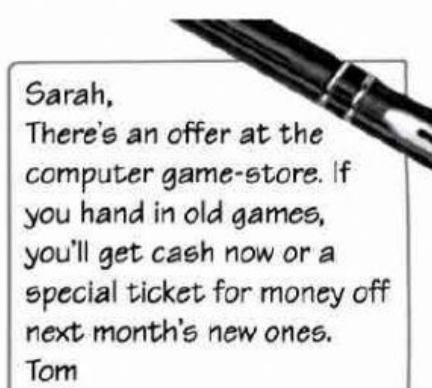 Sarah,
There's an offer at the
computer game-store. If
you hand in old games,
you'll get cash now or a
special ticket for money off
next month's new ones.
Tom